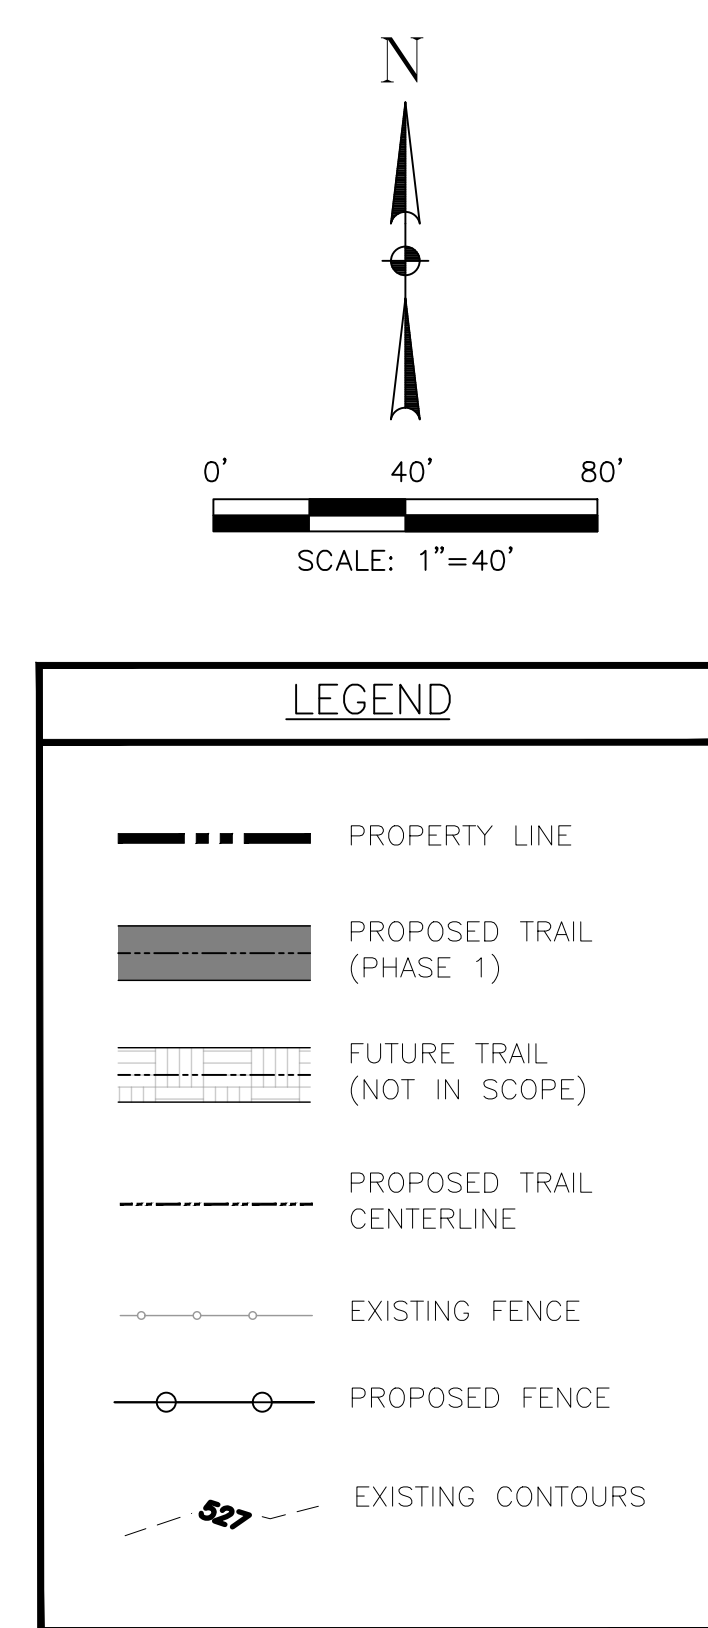 N
0' 40' 80'
SCALE: 1"=40'
LEGEND
PROPERTY LINE
PROPOSED TRAIL
(PHASE 1)
FUTURE TRAIL
(NOT IN SCOPE)
PROPOSED TRAIL
CENTERLINE
EXISTING FENCE
PROPOSED FENCE
527 EXISTING CONTOURS